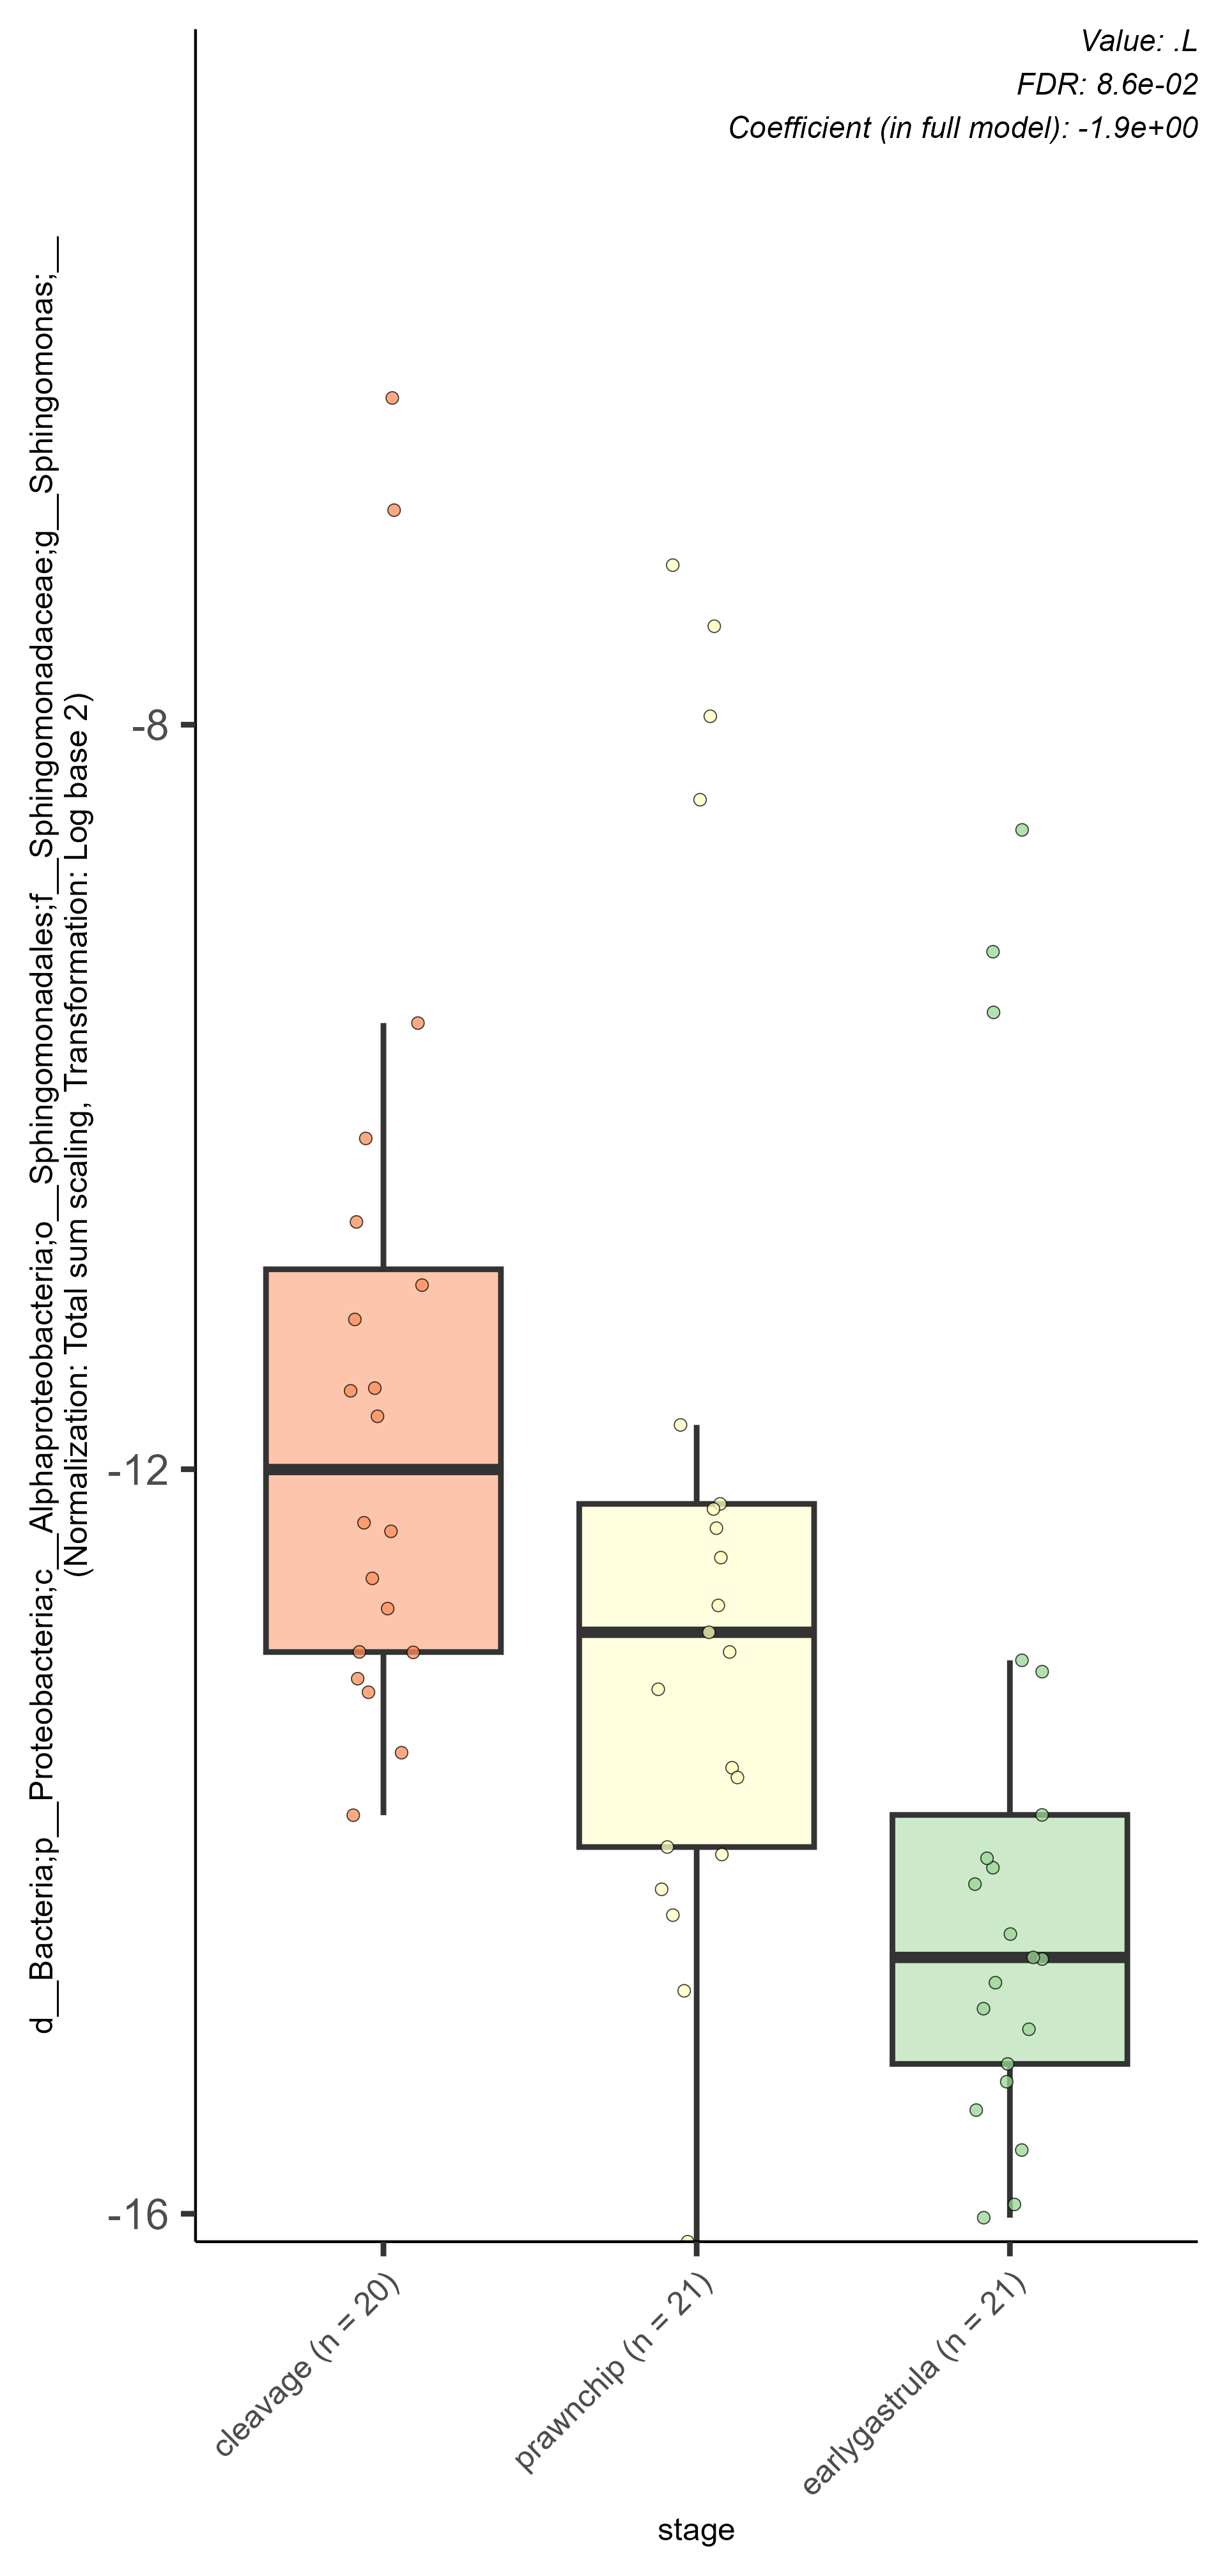 Value: .L
FDR: 8.6e-02
Coefficient (in full model): -1.9e+00
d__Bacteria;p__Proteobacteria;c__Alphaproteobacteria;o__Sphingomonadales;f__Sphingomonadaceae;g__Sphingomonas;__
(Normalization: Total sum scaling, Transformation: Log base 2)
-8
-12
-16
cleavage (n = 20)
prawnchip (n = 21)
earlygastrula (n = 21)
stage